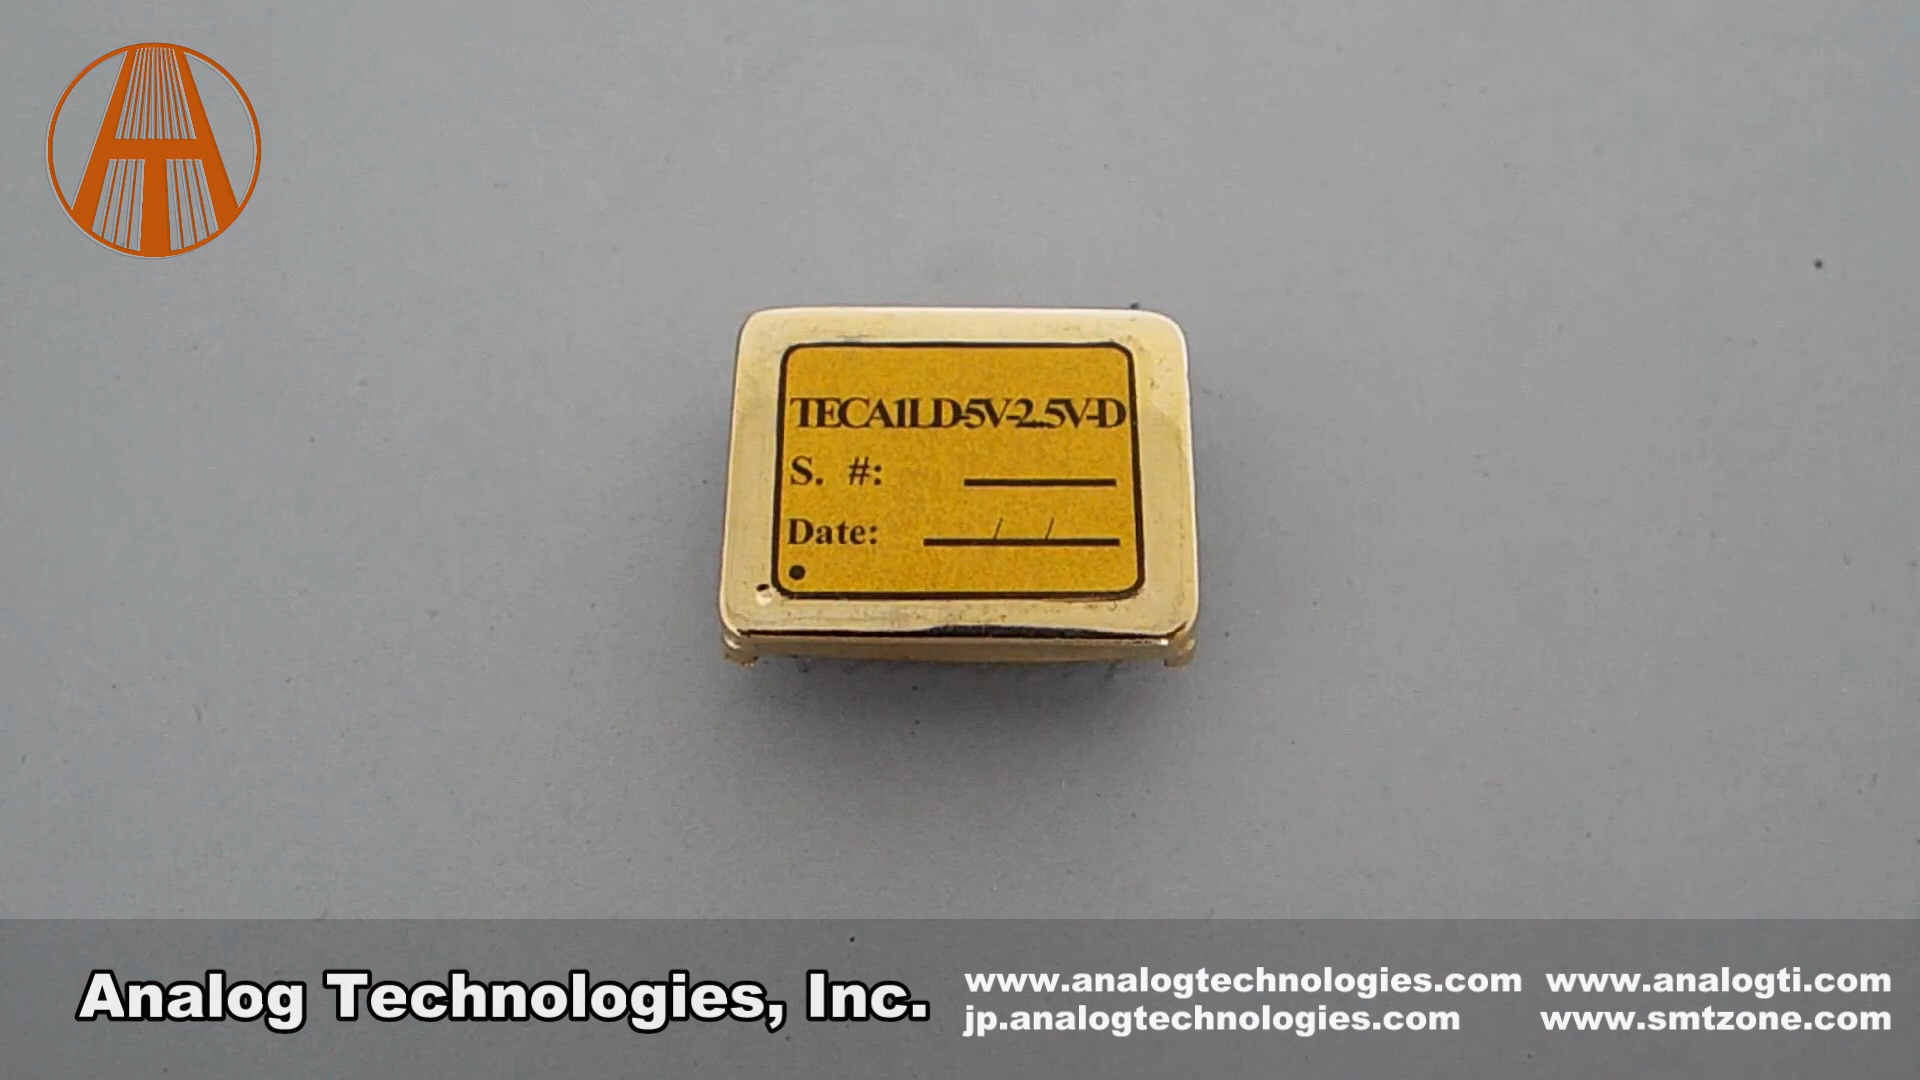 TECA1LD-5V-2.5V-D
S. #:
Date: / /
Analog Technologies, Inc.
www.analogtechnologies.com www.analogti.com
jp.analogtechnologies.com www.smtzone.com